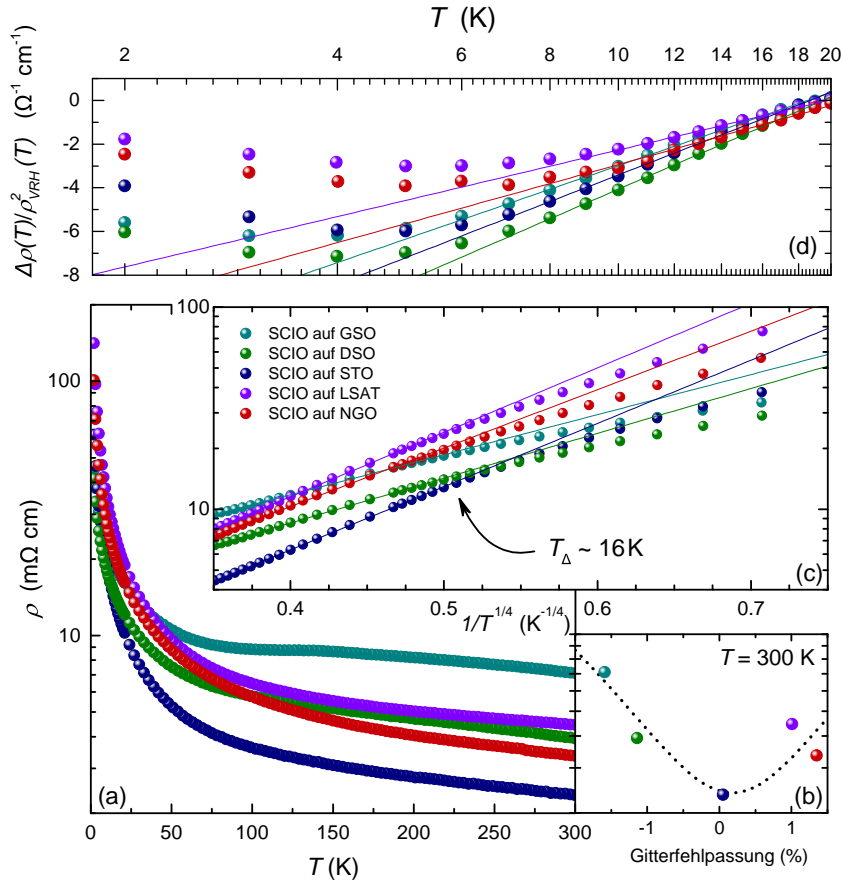 T (K)
2 4 6 8 10 12 14 16 18 20
Δρ(T)/ρ²VRH(T) (Ω⁻¹ cm⁻¹)
0
-2
-4
-6
-8
(d)
ρ (mΩ cm)
100
10
100
10
SCIO auf GSO
SCIO auf DSO
SCIO auf STO
SCIO auf LSAT
SCIO auf NGO
T_Δ ~ 16 K
(c)
0.4 0.5 0.6 0.7
1/T^1/4 (K^-1/4)
(a)
0 50 100 150 200 250 300
T (K)
T = 300 K
(b)
-1 0 1
Gitterfehlpassung (%)